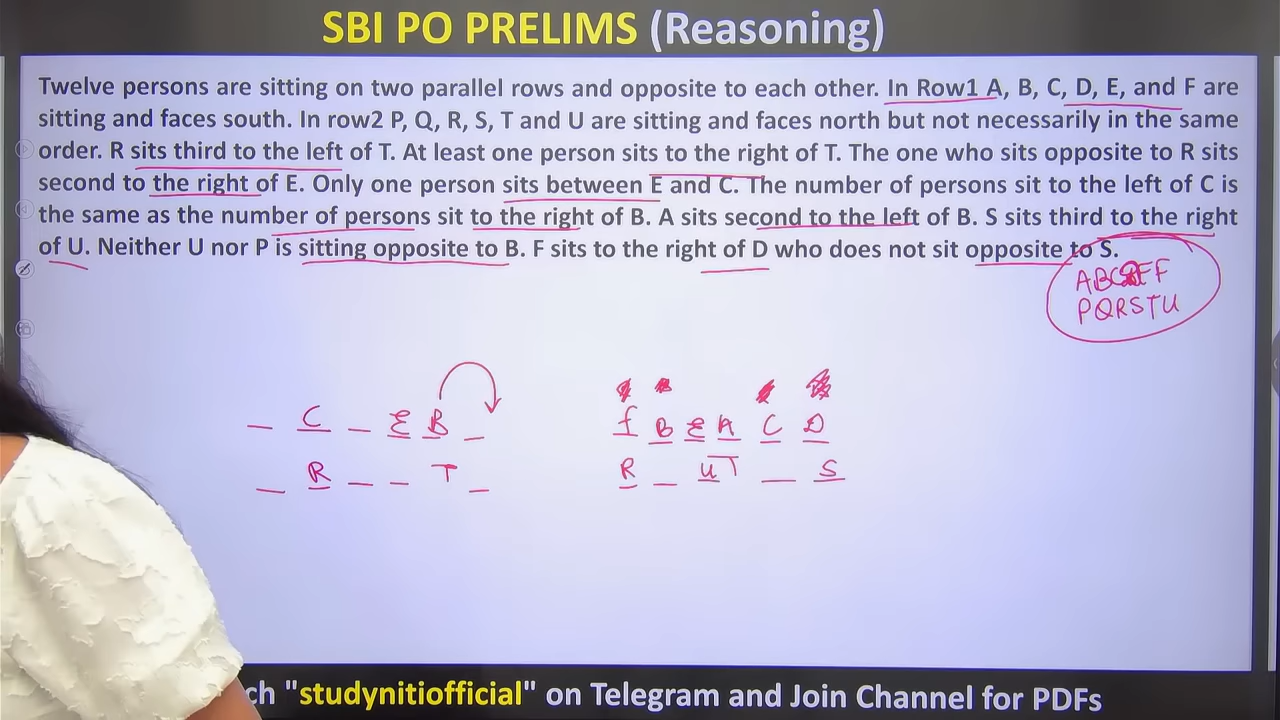 SBI PO PRELIMS (Reasoning)
Twelve persons are sitting on two parallel rows and opposite to each other. In Row1 A, B, C, D, E, and F are
sitting and faces south. In row2 P, Q, R, S, T and U are sitting and faces north but not necessarily in the same
order. R sits third to the left of T. At least one person sits to the right of T. The one who sits opposite to R sits
second to the right of E. Only one person sits between E and C. The number of persons sit to the left of C is
the same as the number of persons sit to the right of B. A sits second to the left of B. S sits third to the right
of U. Neither U nor P is sitting opposite to B. F sits to the right of D who does not sit opposite to S.
ABC EF
PQRSTU
_ C _ E B _
_ R _ _ T _
f B E A C D
R _ U T _ S
ch "studynitiofficial" on Telegram and Join Channel for PDFs